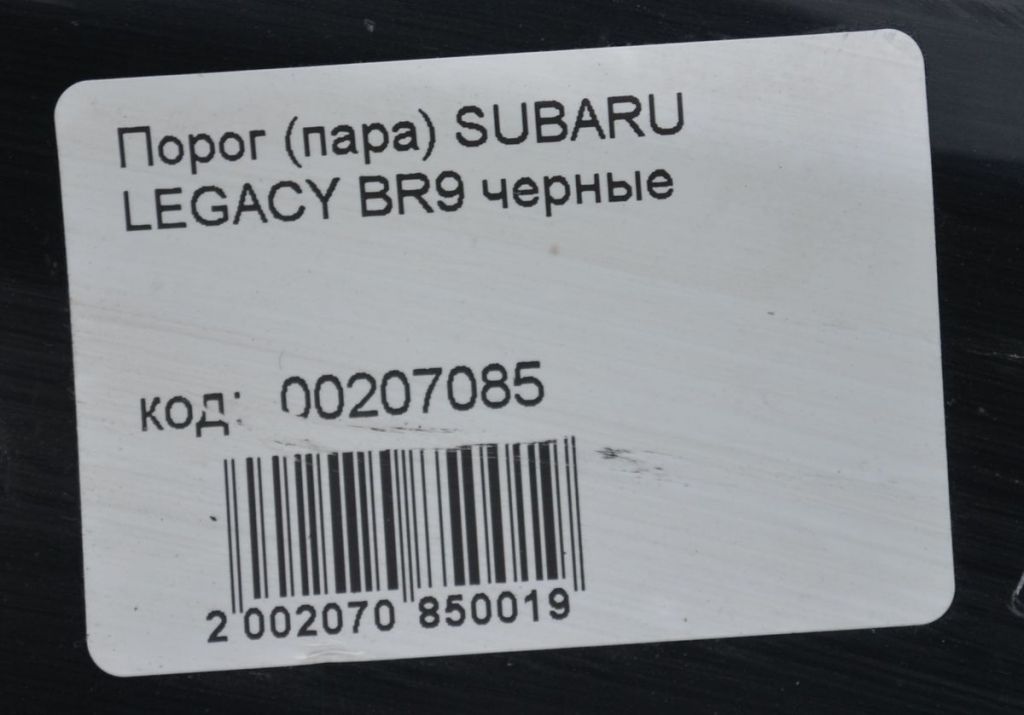 Порог (пара) SUBARU
LEGACY BR9 черные
код: 00207085
2 002070 850019